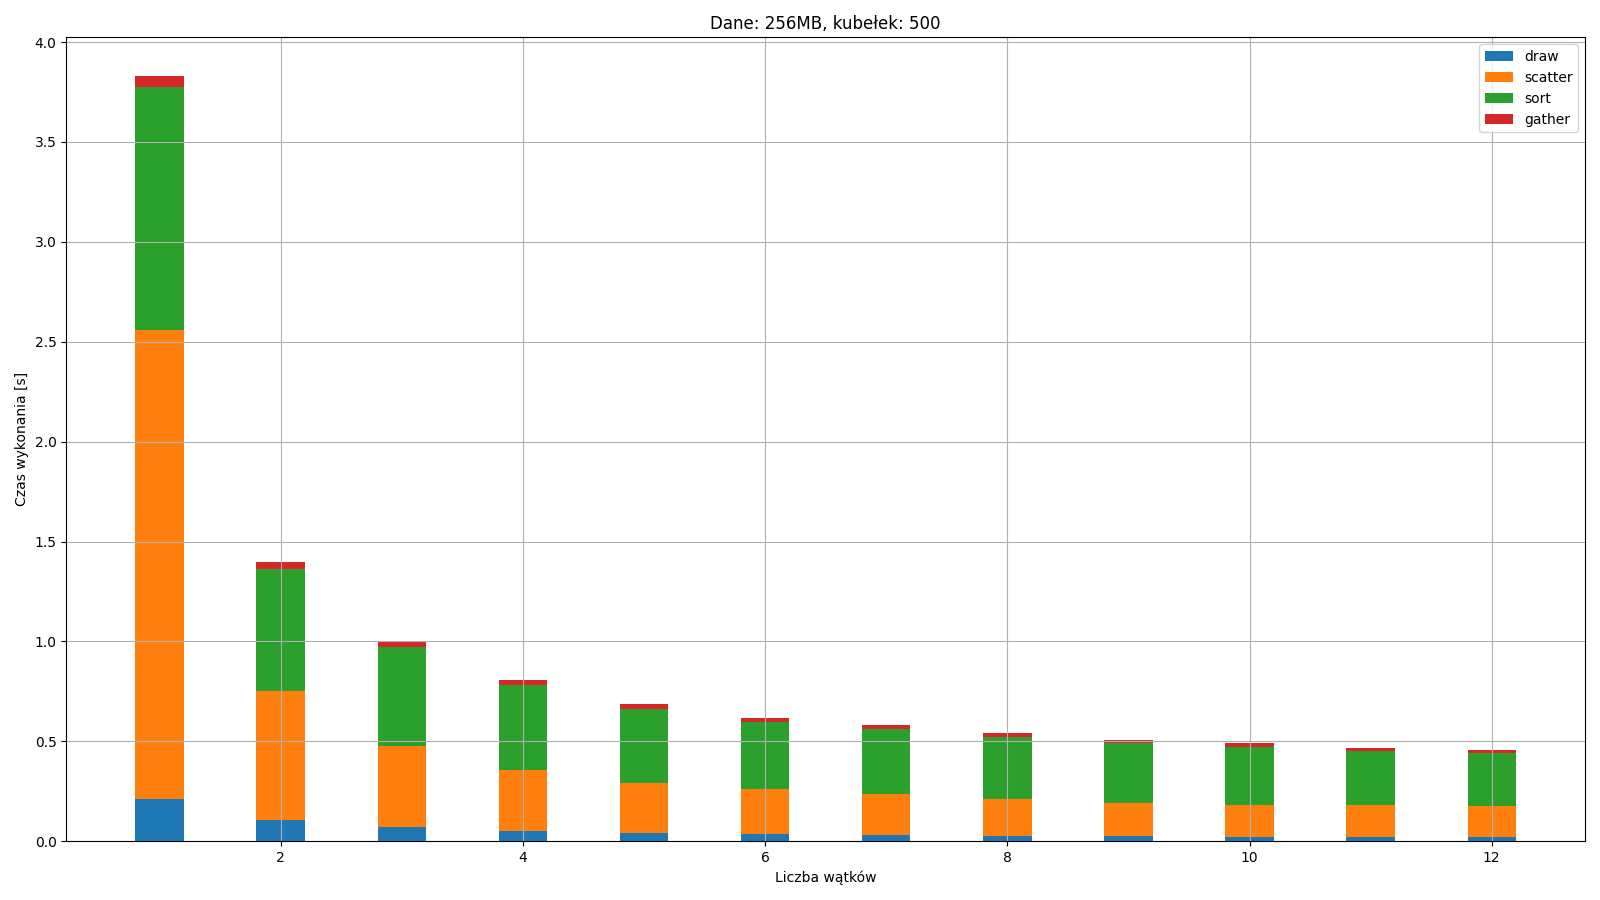 Dane: 256MB, kubełek: 500
draw
scatter
sort
gather
Czas wykonania [s]
4.0
3.5
3.0
2.5
2.0
1.5
1.0
0.5
0.0
2 4 6 8 10 12
Liczba wątków